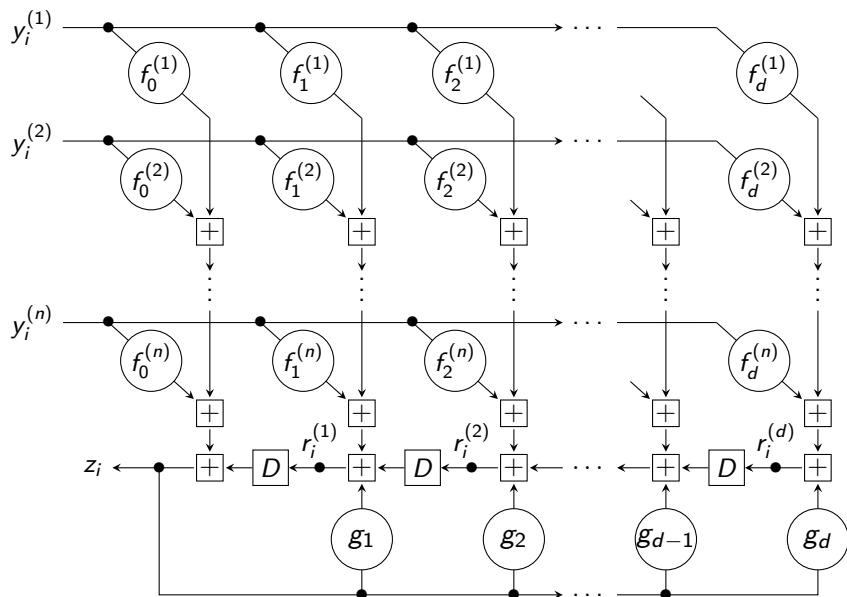 y_i^{(1)} · · ·
f_0^{(1)} f_1^{(1)} f_2^{(1)} f_d^{(1)}
y_i^{(2)} · · ·
f_0^{(2)} f_1^{(2)} f_2^{(2)} f_d^{(2)}
+ + + + +
⋮ ⋮ ⋮ ⋮ ⋮
y_i^{(n)} · · ·
f_0^{(n)} f_1^{(n)} f_2^{(n)} f_d^{(n)}
+ + + + +
r_i^{(1)} r_i^{(2)} r_i^{(d)}
z_i + D + D + · · · + D +
g_1 g_2 g_{d−1} g_d
· · ·